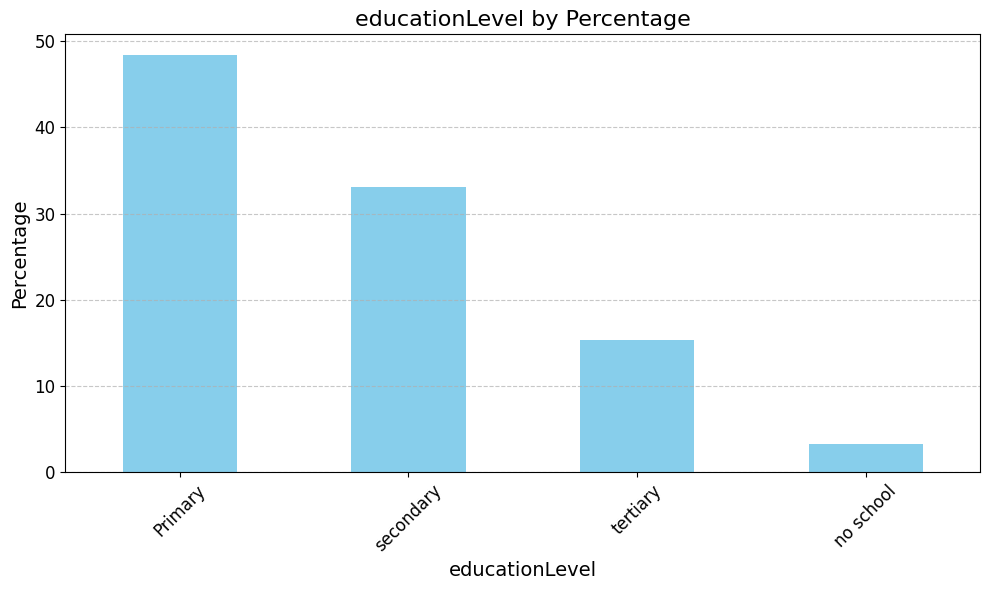 educationLevel by Percentage
50
40
30
20
10
0
Percentage
Primary
secondary
tertiary
no school
educationLevel